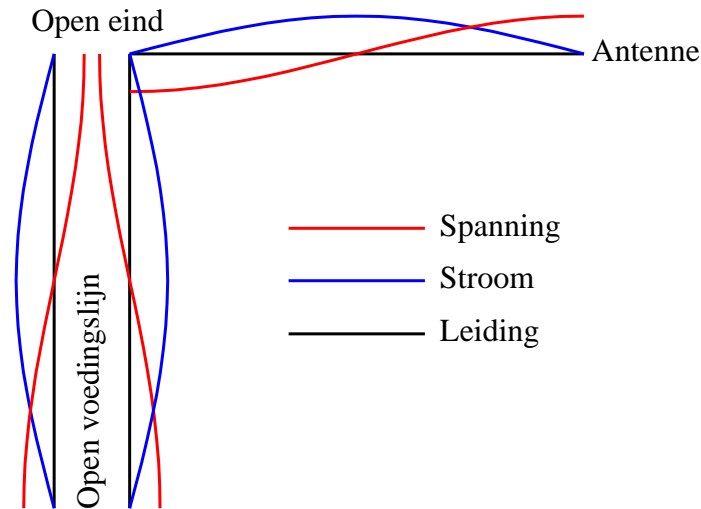 Open eind
Antenne
Spanning
Stroom
Leiding
Open voedingslijn